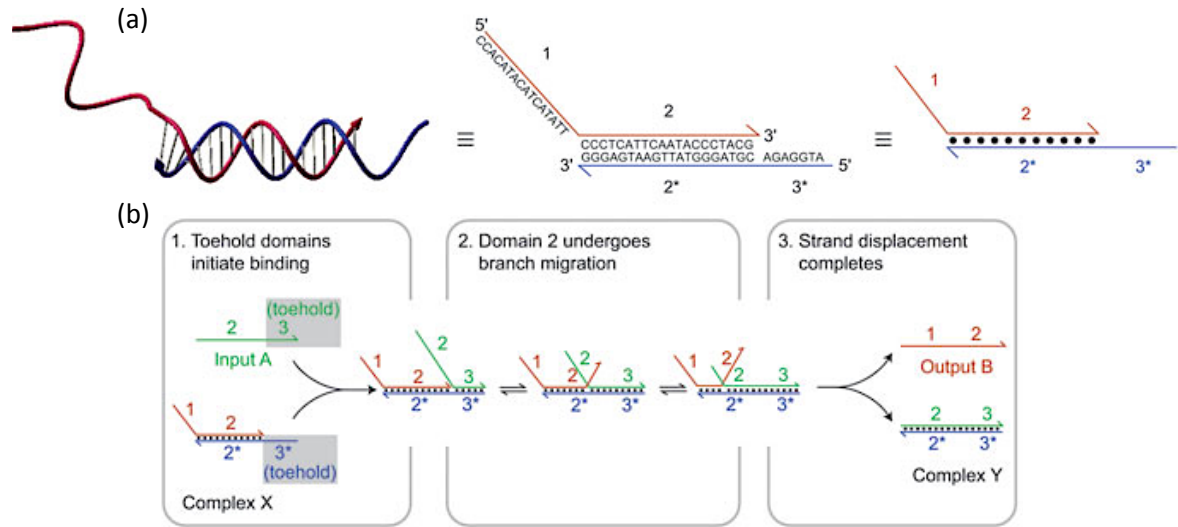 (a)
5'
CCACATACATCATATT
1
2
CCCTCATTCAATACCCTACG
3'
3'
GGGAGTAAGTTATGGGATGC AGAGGTA
5'
2*
3*
≡
≡
1
2
2*
3*
(b)
1. Toehold domains
initiate binding
(toehold)
2 3
Input A
1
2
2* 3*
(toehold)
Complex X
2. Domain 2 undergoes
branch migration
1 2 2 3
2* 3*
1 2 2 3
2* 3*
1 2 2 3
2* 3*
3. Strand displacement
completes
1 2
Output B
2 3
2* 3*
Complex Y